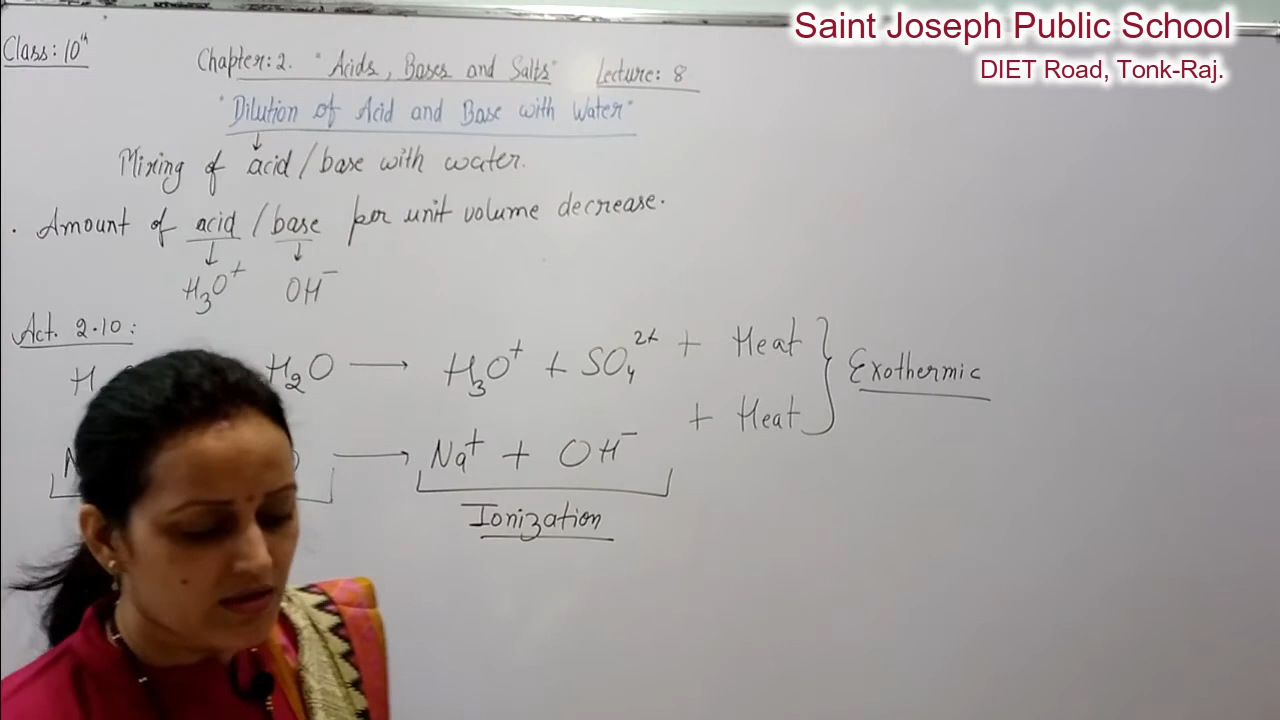 Saint Joseph Public School
DIET Road, Tonk-Raj.
Class: 10th
Chapter: 2. "Acids, Bases and Salts" Lecture: 8
"Dilution of Acid and Base with Water"
↓
Mixing of acid / base with water.
. Amount of acid / base per unit volume decrease.
↓ ↓
H₃O⁺ OH⁻
Act. 2.10:
H H₂O → H₃O⁺ + SO₄²⁺ + Heat } Exothermic
+ Heat
→ Na⁺ + OH⁻
Ionization